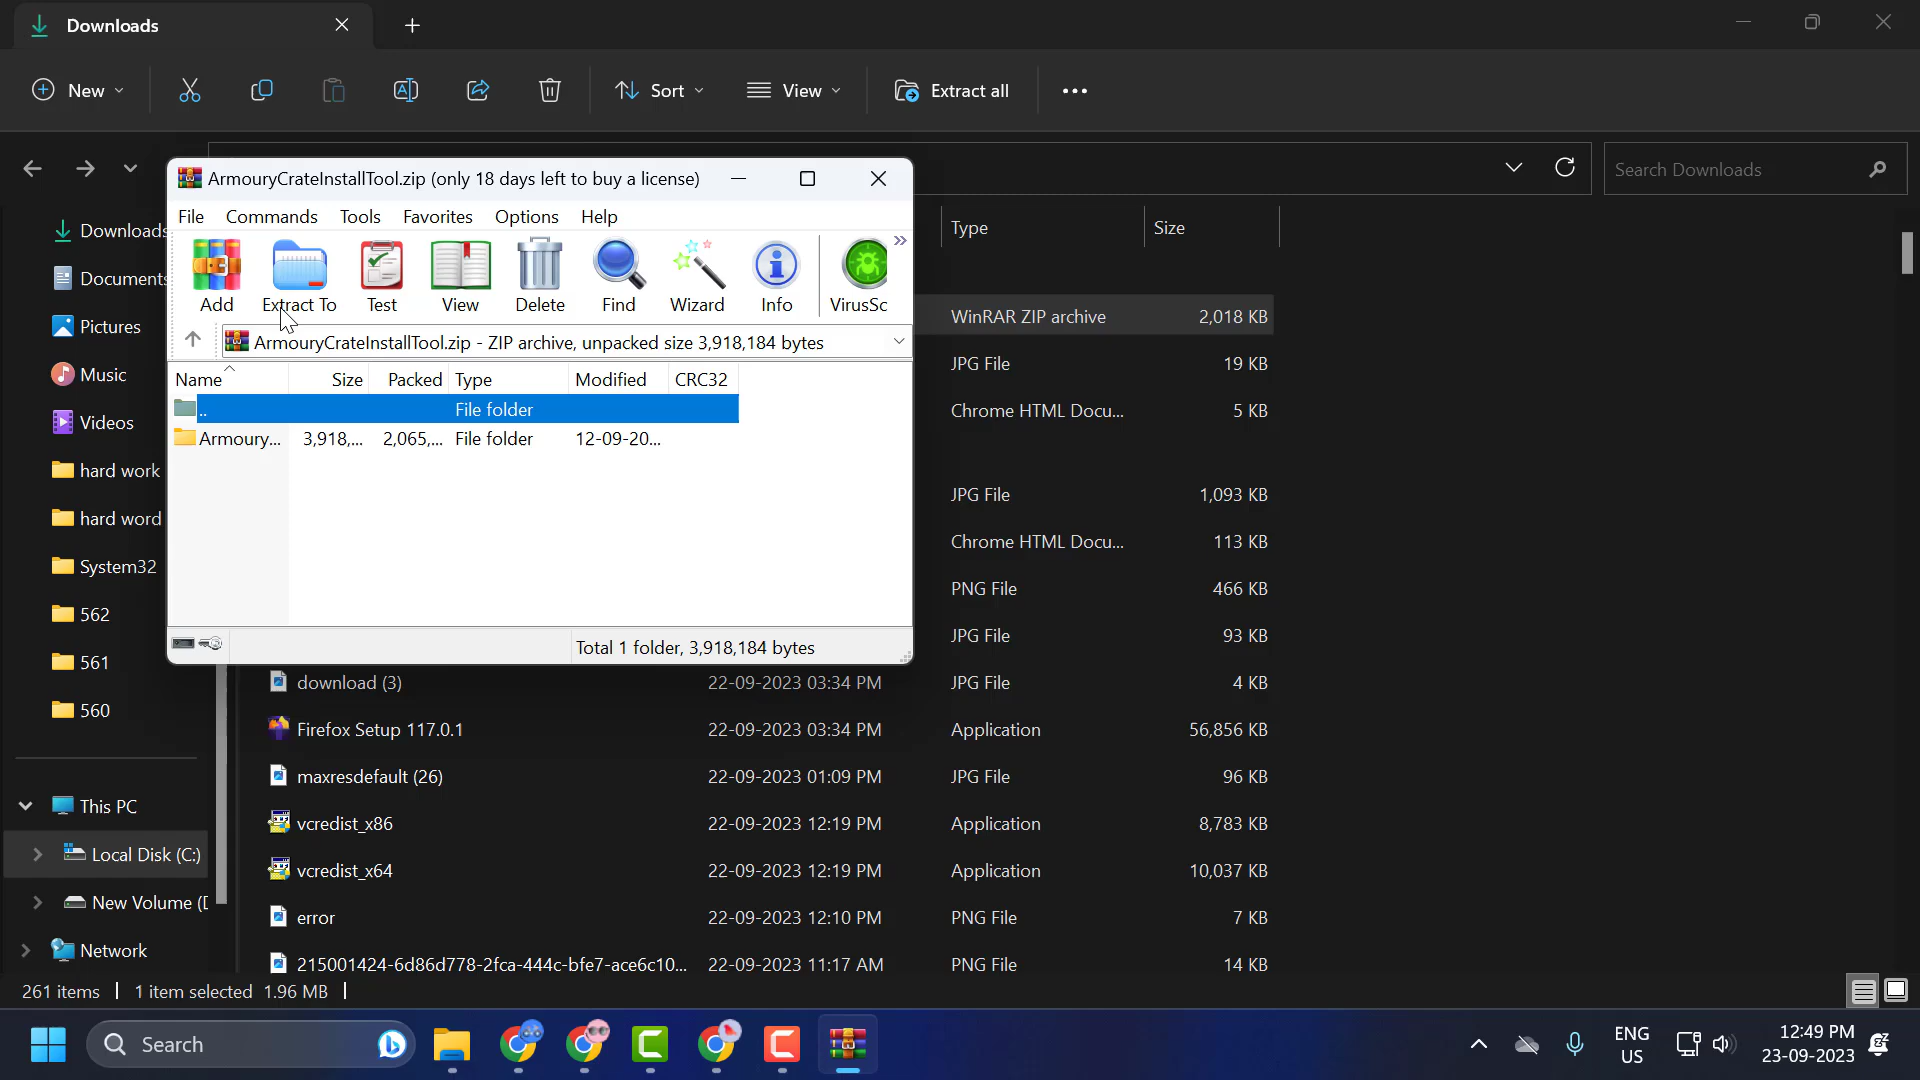 Downloads
New
Sort
View
Extract all
Search Downloads
ArmouryCrateInstallTool.zip (only 18 days left to buy a license)
File Commands Tools Favorites Options Help
Add Extract To Test View Delete Find Wizard Info VirusSc
ArmouryCrateInstallTool.zip - ZIP archive, unpacked size 3,918,184 bytes
Name Size Packed Type Modified CRC32
.. File folder
Armoury... 3,918,... 2,065,... File folder 12-09-20...
Total 1 folder, 3,918,184 bytes
Downloads
Documents
Pictures
Music
Videos
hard work
hard word
System32
562
561
560
This PC
Local Disk (C:)
New Volume (D
Network
Type Size
WinRAR ZIP archive 2,018 KB
JPG File 19 KB
Chrome HTML Docu... 5 KB
JPG File 1,093 KB
Chrome HTML Docu... 113 KB
PNG File 466 KB
JPG File 93 KB
download (3) 22-09-2023 03:34 PM JPG File 4 KB
Firefox Setup 117.0.1 22-09-2023 03:34 PM Application 56,856 KB
maxresdefault (26) 22-09-2023 01:09 PM JPG File 96 KB
vcredist_x86 22-09-2023 12:19 PM Application 8,783 KB
vcredist_x64 22-09-2023 12:19 PM Application 10,037 KB
error 22-09-2023 12:10 PM PNG File 7 KB
215001424-6d86d778-2fca-444c-bfe7-ace6c10... 22-09-2023 11:17 AM PNG File 14 KB
261 items 1 item selected 1.96 MB
Search
ENG
US
12:49 PM
23-09-2023